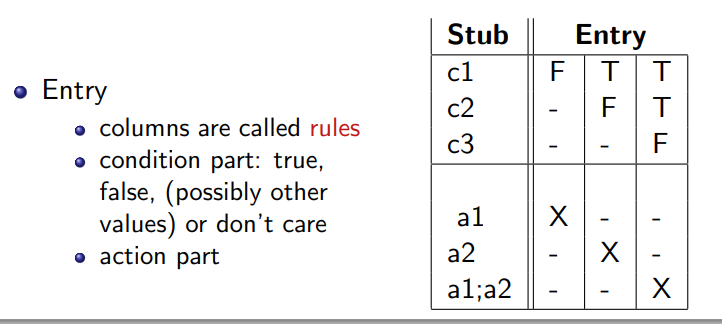 Entry
columns are called rules
condition part: true,
false, (possibly other
values) or don't care
action part
Stub Entry
c1 F T T
c2 - F T
c3 - - F
a1 X - -
a2 - X -
a1;a2 - - X